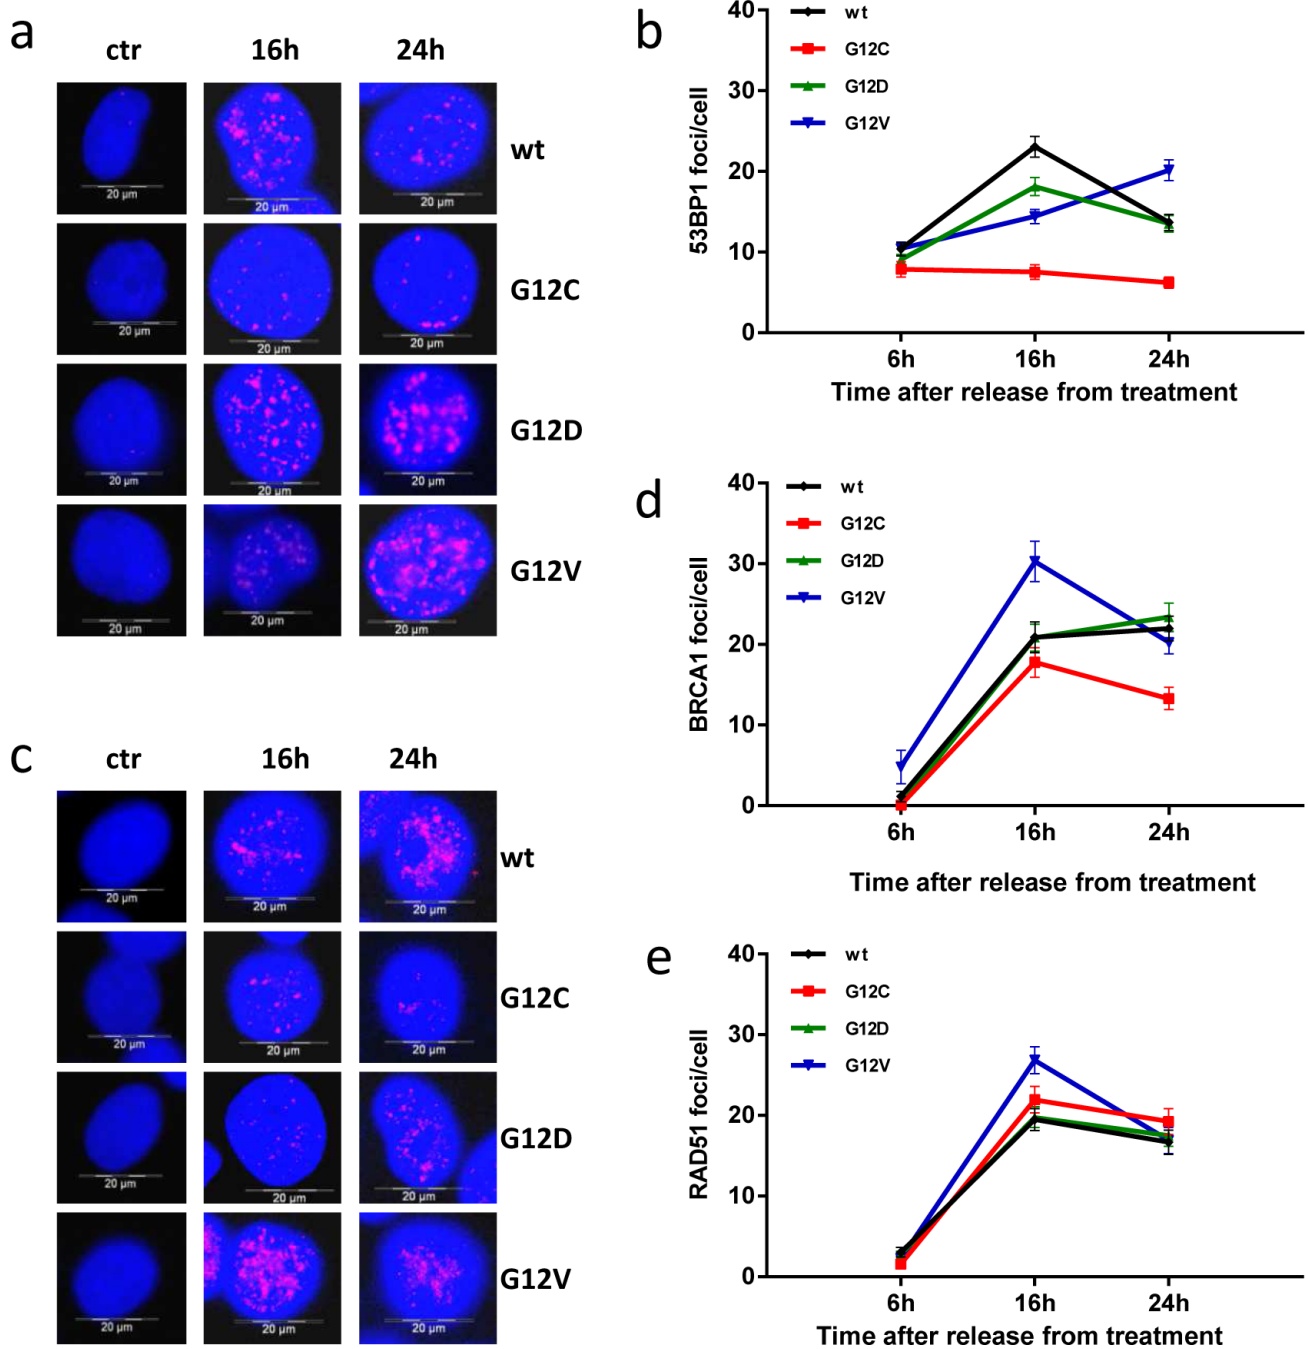 a
ctr 16h 24h
20 µm 20 µm 20 µm wt
20 µm 20 µm 20 µm G12C
20 µm 20 µm 20 µm G12D
20 µm 20 µm 20 µm G12V
b
wt
G12C
G12D
G12V
53BP1 foci/cell
40
30
20
10
0
6h 16h 24h
Time after release from treatment
c
ctr 16h 24h
20 µm 20 µm 20 µm wt
20 µm 20 µm 20 µm G12C
20 µm 20 µm 20 µm G12D
20 µm 20 µm 20 µm G12V
d
wt
G12C
G12D
G12V
BRCA1 foci/cell
40
30
20
10
0
6h 16h 24h
Time after release from treatment
e
wt
G12C
G12D
G12V
RAD51 foci/cell
40
30
20
10
0
6h 16h 24h
Time after release from treatment